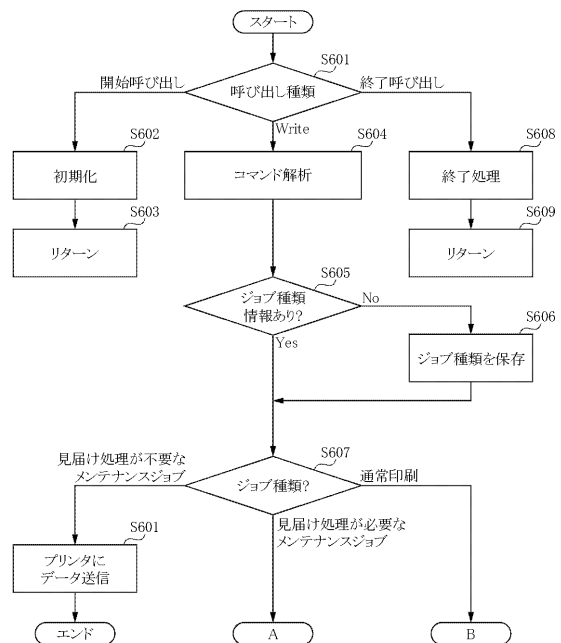 スタート
S601
開始呼び出し
呼び出し種類
終了呼び出し
Write
S602
S604
S608
初期化
コマンド解析
終了処理
S603
S609
リターン
リターン
S605
ジョブ種類
情報あり?
No
Yes
S606
ジョブ種類を保存
見届け処理が不要な
メンテナンスジョブ
S607
ジョブ種類?
通常印刷
見届け処理が必要な
メンテナンスジョブ
S601
プリンタに
データ送信
エンド
A
B